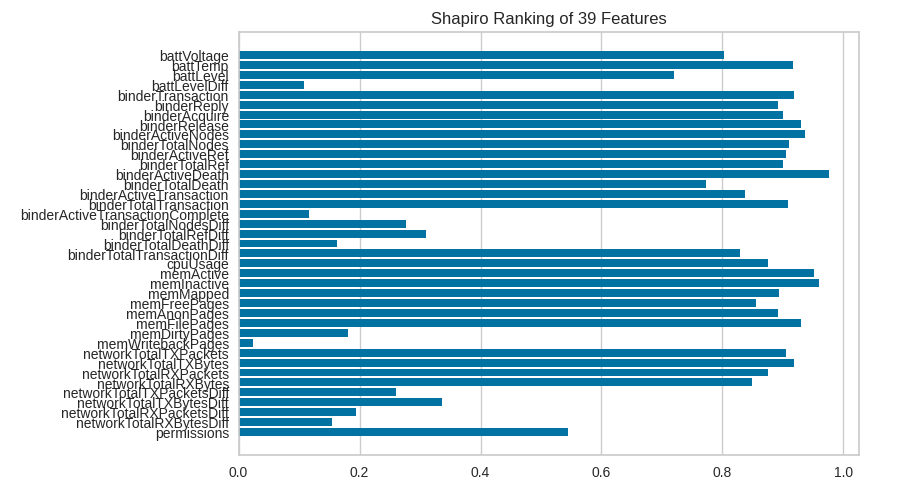 Shapiro Ranking of 39 Features
battVoltage
battTemp
battLevel
battLevelDiff
binderTransaction
binderReply
binderAcquire
binderRelease
binderActiveNodes
binderTotalNodes
binderActiveRef
binderTotalRef
binderActiveDeath
binderTotalDeath
binderActiveTransaction
binderTotalTransaction
binderActiveTransactionComplete
binderTotalNodesDiff
binderTotalRefDiff
binderTotalDeathDiff
binderTotalTransactionDiff
cpuUsage
memActive
memInactive
memMapped
memFreePages
memAnonPages
memFilePages
memDirtyPages
memWritebackPages
networkTotalTXPackets
networkTotalTXBytes
networkTotalRXPackets
networkTotalRXBytes
networkTotalTXPacketsDiff
networkTotalTXBytesDiff
networkTotalRXPacketsDiff
networkTotalRXBytesDiff
permissions
0.0 0.2 0.4 0.6 0.8 1.0